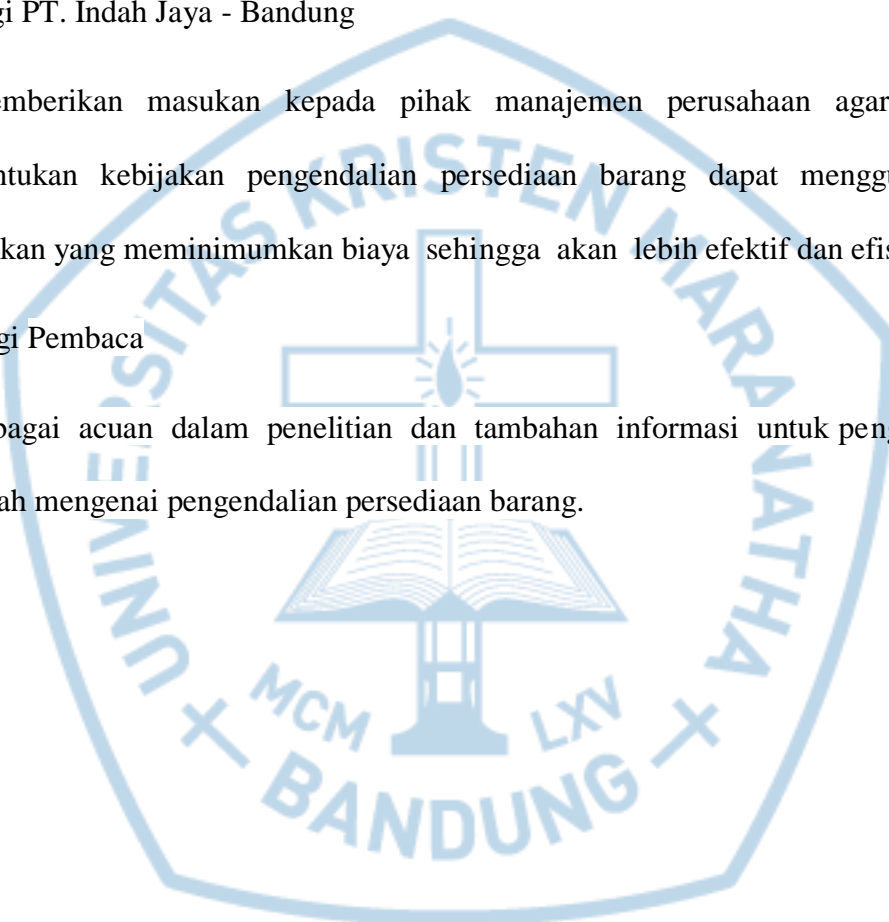 gi PT. Indah Jaya - Bandung
emberikan masukan kepada pihak manajemen perusahaan agar
ntukan kebijakan pengendalian persediaan barang dapat menggu
kan yang meminimumkan biaya sehingga akan lebih efektif dan efis
gi Pembaca
bagai acuan dalam penelitian dan tambahan informasi untuk peng
ah mengenai pengendalian persediaan barang.
UNIVERSITAS KRISTEN MARANATHA
MCM LXV
BANDUNG